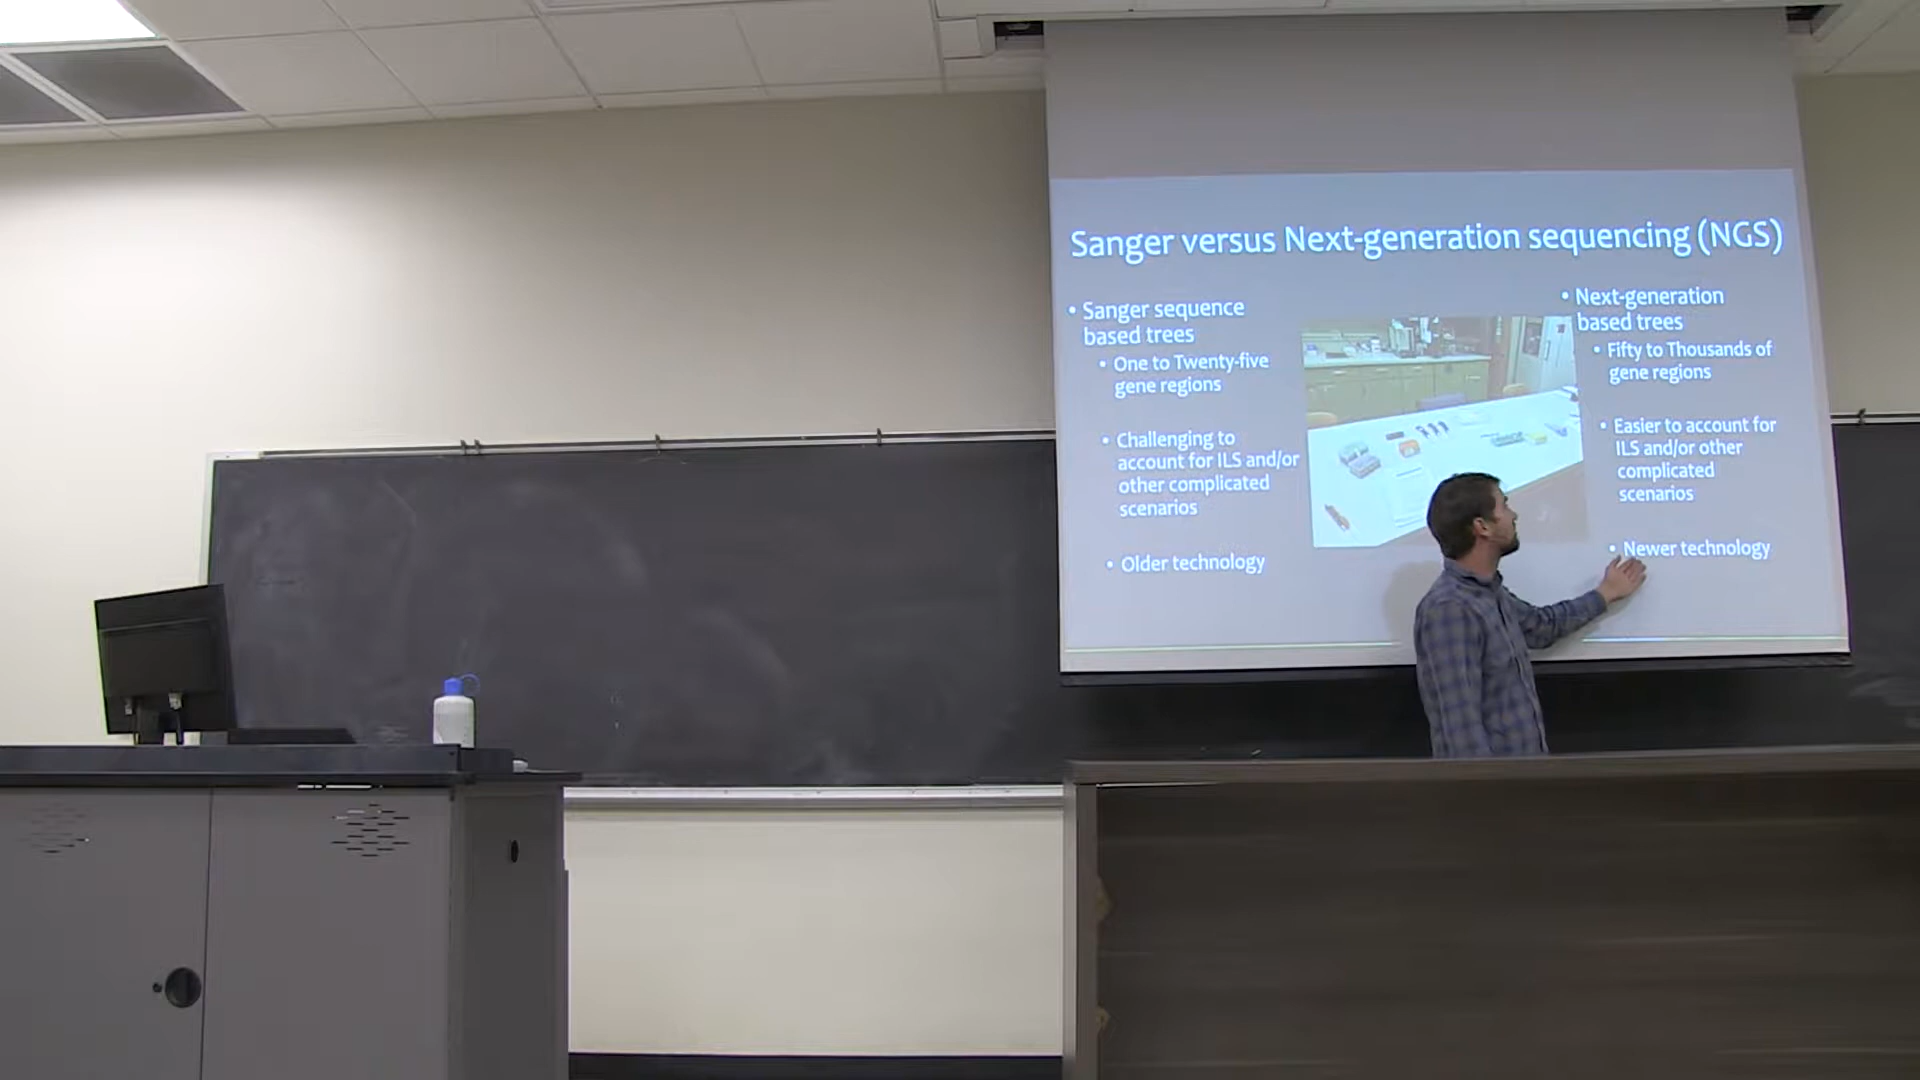 Sanger versus Next-generation sequencing (NGS)
• Sanger sequence
based trees
• One to Twenty-five
gene regions
• Challenging to
account for ILS and/or
other complicated
scenarios
• Older technology
• Next-generation
based trees
• Fifty to Thousands of
gene regions
• Easier to account for
ILS and/or other
complicated
scenarios
• Newer technology